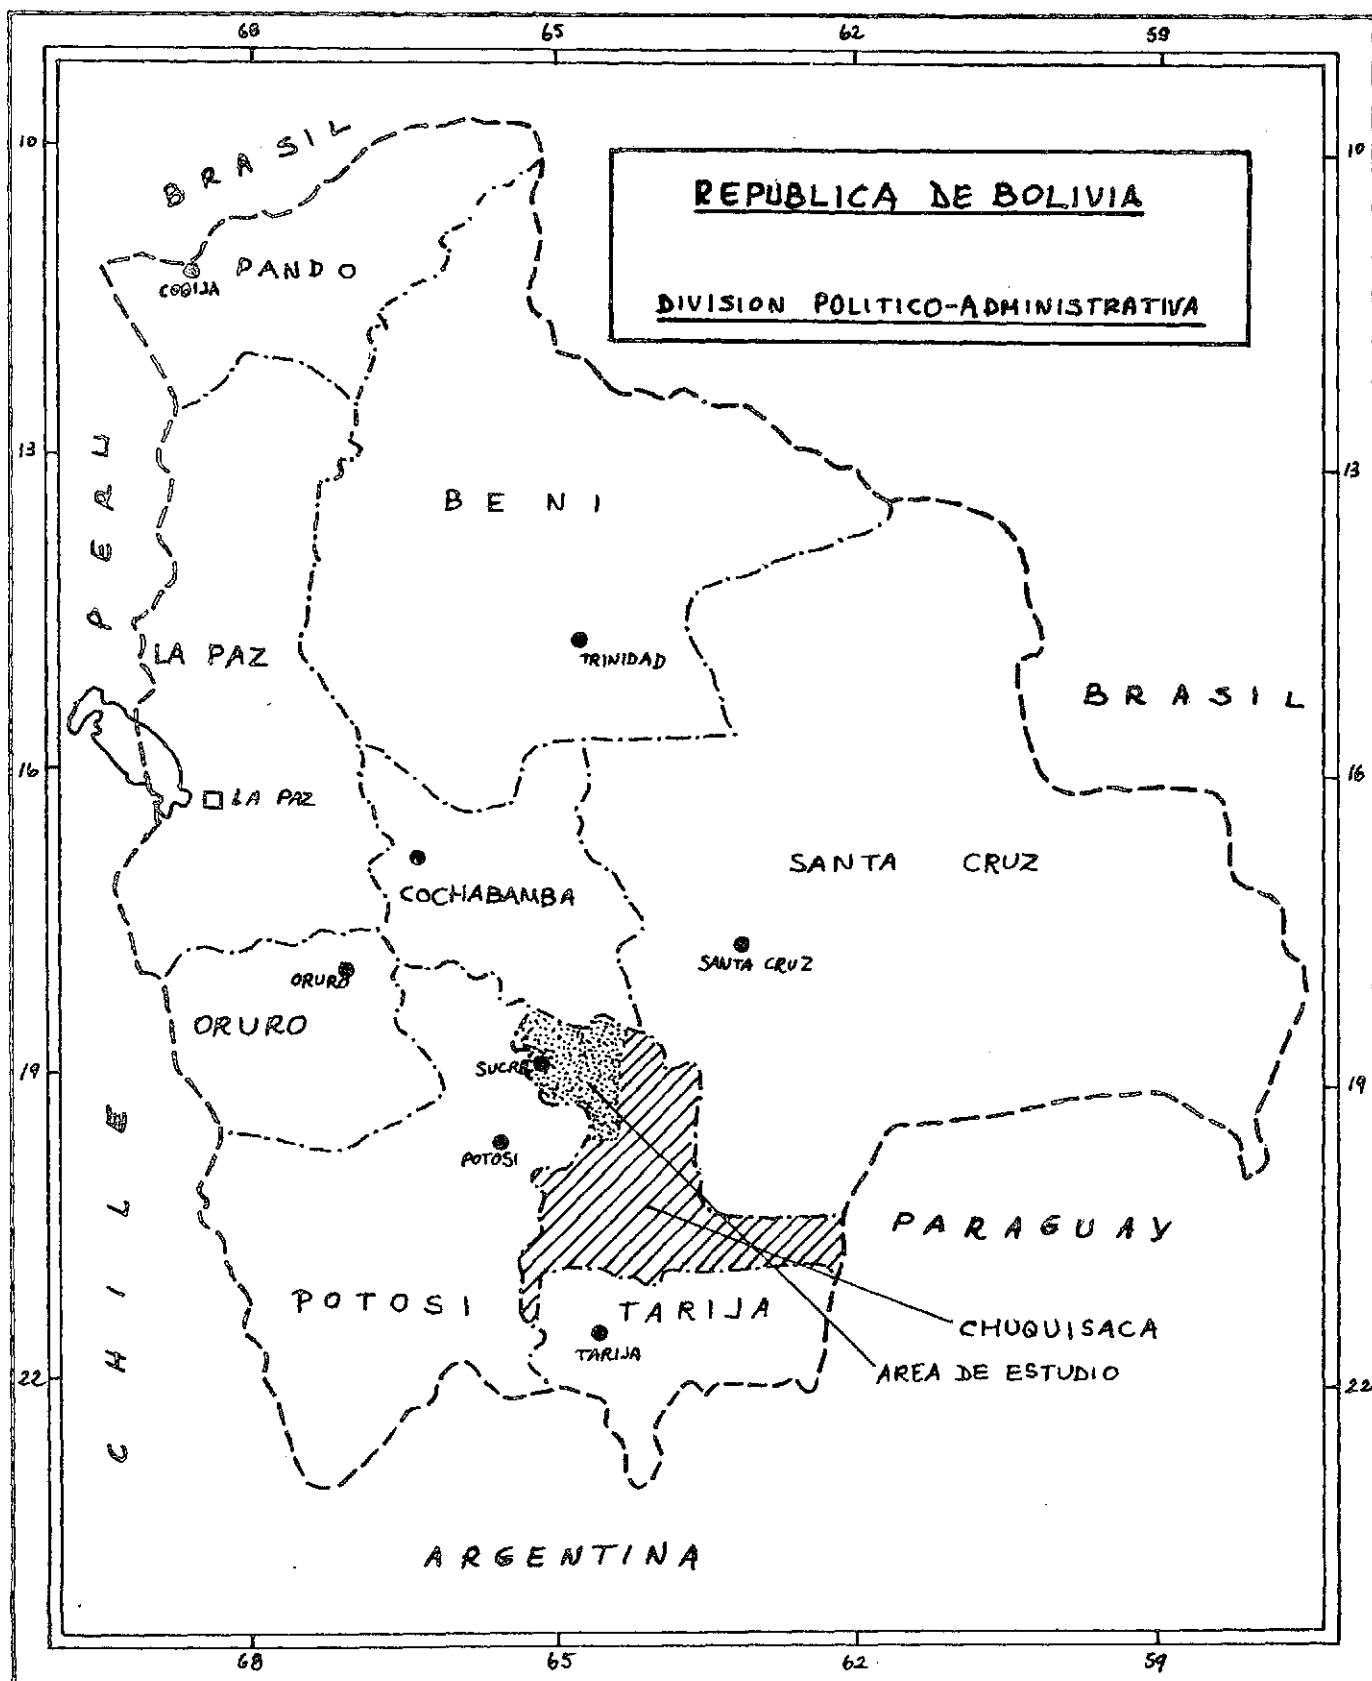 68 65 62 59
10 10
BRASIL
REPUBLICA DE BOLIVIA
DIVISION POLITICO-ADMINISTRATIVA
PANDO
COBIJA
13 13
PERU
BENI
TRINIDAD
LA PAZ
BRASIL
16 16
LA PAZ
SANTA CRUZ
COCHABAMBA
SANTA CRUZ
ORURO
ORURO
SUCRE
19 19
POTOSI
CHILE
PARAGUAY
POTOSI
TARIJA
CHUQUISACA
TARIJA
AREA DE ESTUDIO
22 22
ARGENTINA
68 65 62 59